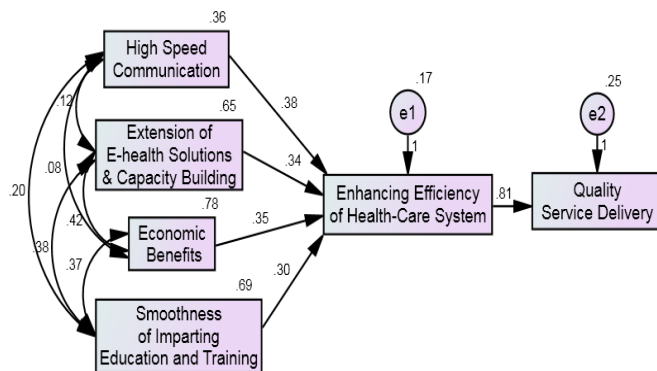 .36
High Speed
Communication
.65
Extension of
E-health Solutions
& Capacity Building
.78
Economic
Benefits
.69
Smoothness
of Imparting
Education and Training
.12
.08
.20
.42
.38
.37
.38
.34
.35
.30
.17
e1
1
Enhancing Efficiency
of Health-Care System
.81
.25
e2
1
Quality
Service Delivery